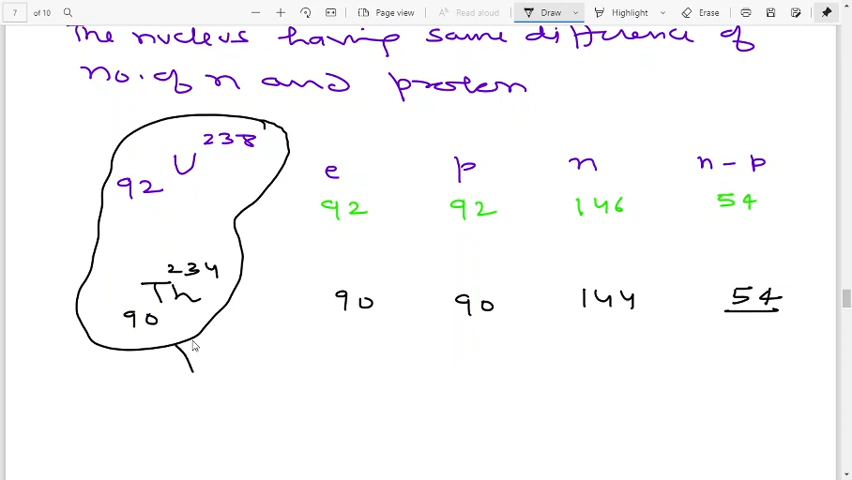 7 of 10 Page view Read aloud Draw Highlight Erase
The nucleus having same difference of
no. of n and proton
92 U 238 e p n n-p
92 92 146 54
90 Th 234 90 90 144 54